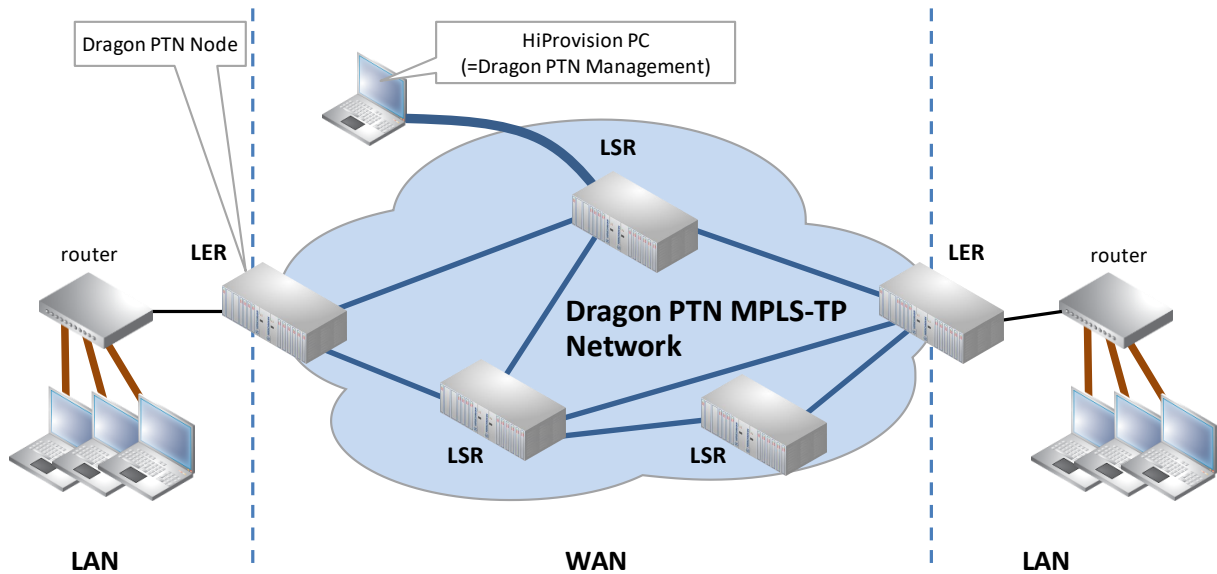 Dragon PTN Node
HiProvision PC
(=Dragon PTN Management)
LSR
router
LER
LER
router
Dragon PTN MPLS-TP
Network
LSR
LSR
LAN
WAN
LAN